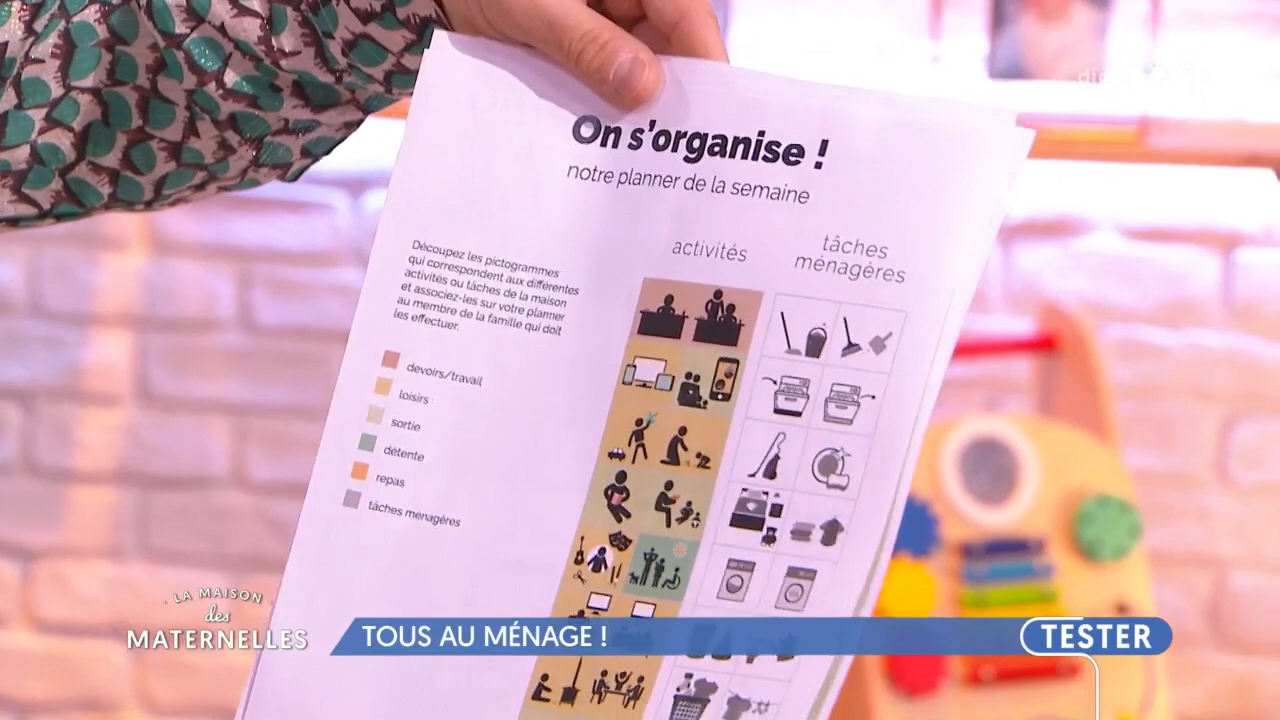 On s'organise !
notre planner de la semaine
activités
tâches
ménagères
Découpez les pictogrammes
qui correspondent aux différentes
activités ou tâches de la maison
et associez-les sur votre planner
au membre de la famille qui doit
les effectuer.
devoirs/travail
loisirs
sortie
détente
repas
tâches menagères
LA MAISON
des
MATERNELLES
TOUS AU MÉNAGE !
TESTER